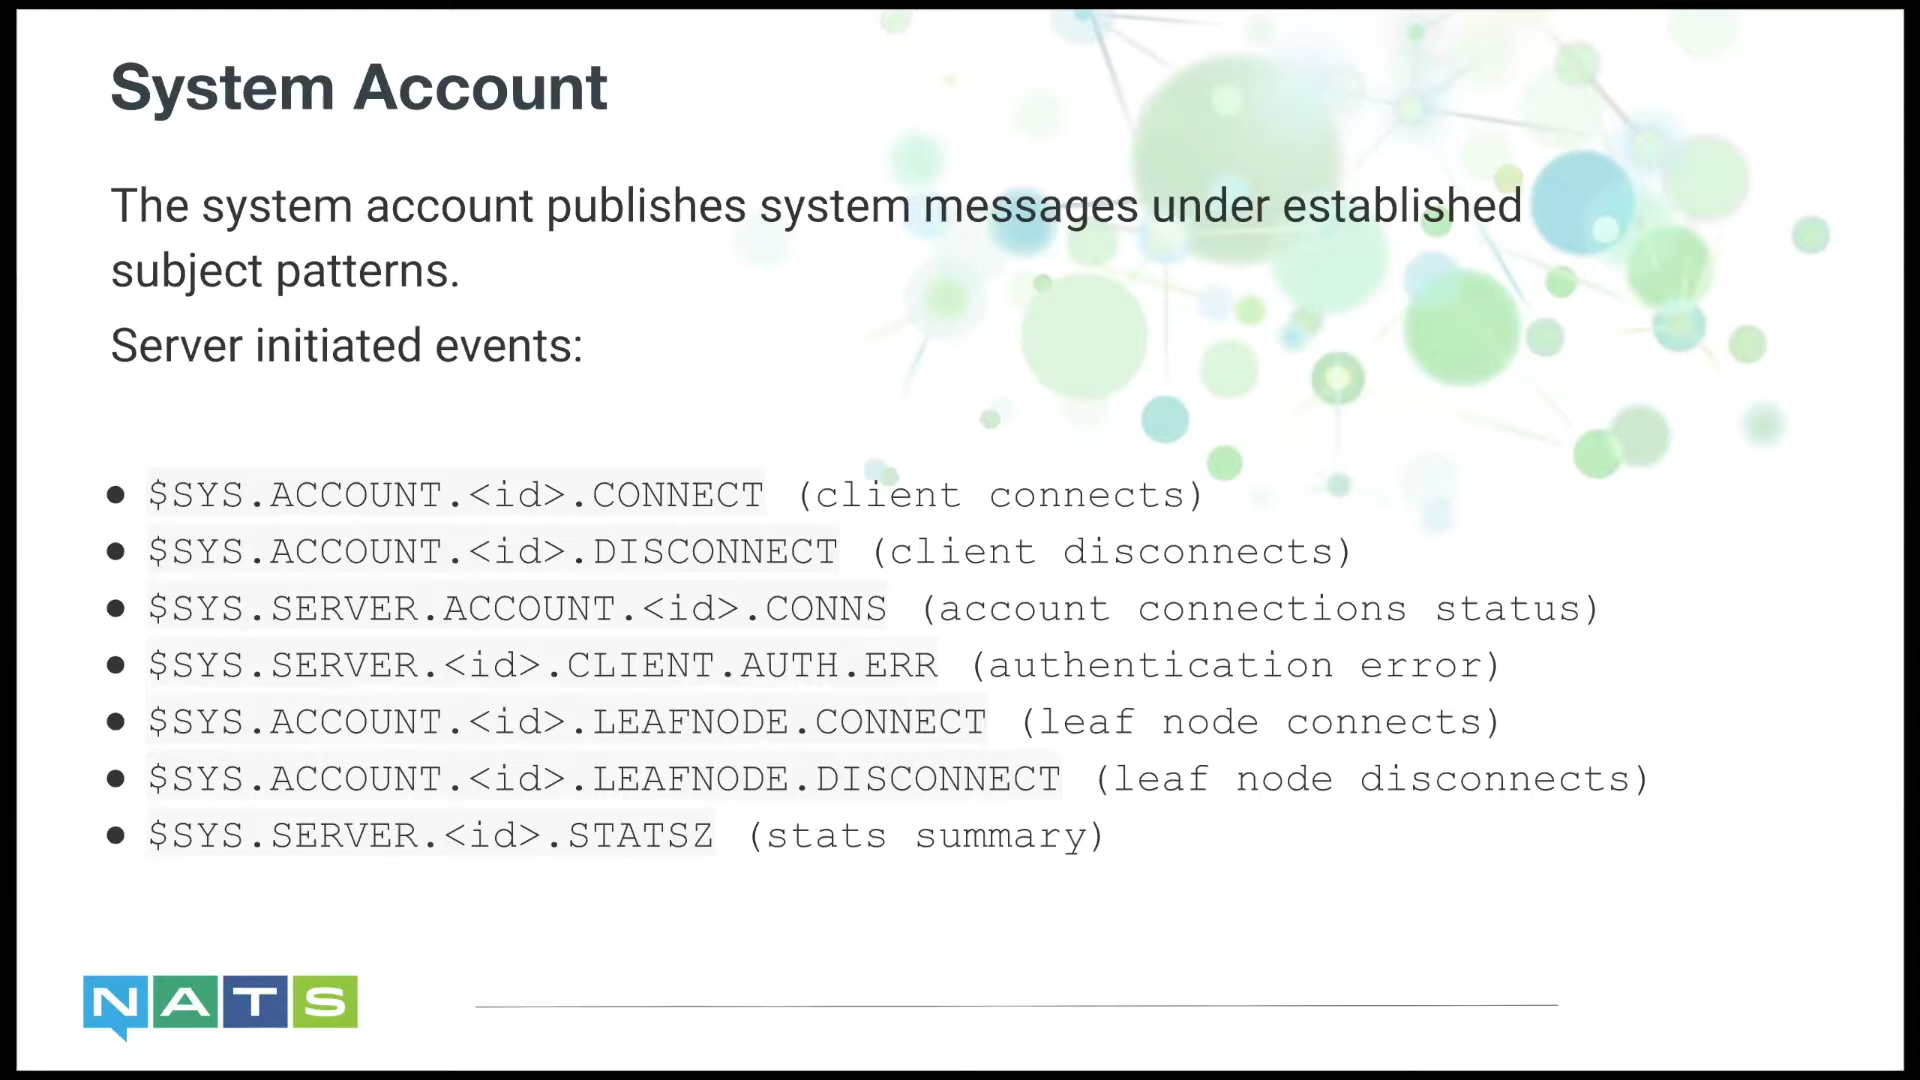 System Account
The system account publishes system messages under established
subject patterns.
Server initiated events:
● $SYS.ACCOUNT.<id>.CONNECT (client connects)
● $SYS.ACCOUNT.<id>.DISCONNECT (client disconnects)
● $SYS.SERVER.ACCOUNT.<id>.CONNS (account connections status)
● $SYS.SERVER.<id>.CLIENT.AUTH.ERR (authentication error)
● $SYS.ACCOUNT.<id>.LEAFNODE.CONNECT (leaf node connects)
● $SYS.ACCOUNT.<id>.LEAFNODE.DISCONNECT (leaf node disconnects)
● $SYS.SERVER.<id>.STATSZ (stats summary)
NATS